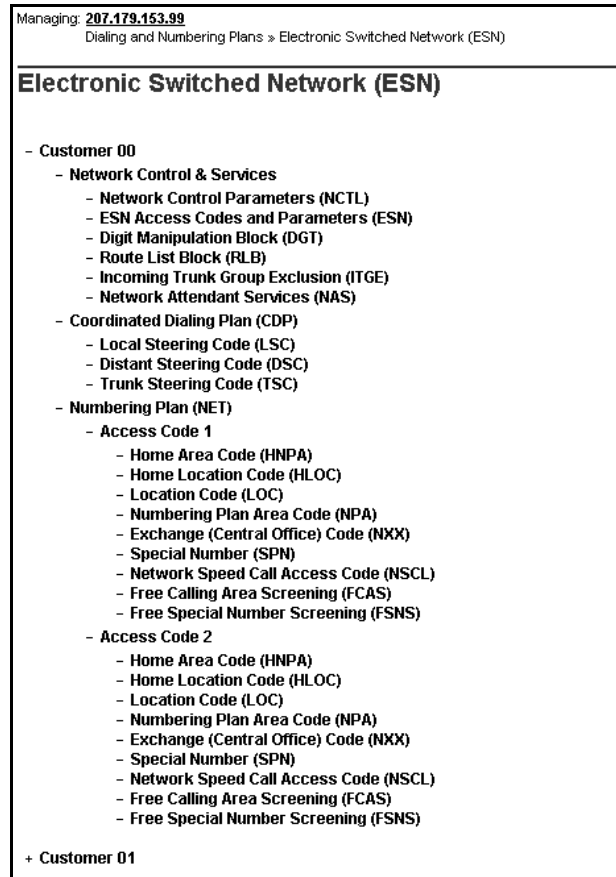 Managing: 207.179.153.99
Dialing and Numbering Plans » Electronic Switched Network (ESN)
Electronic Switched Network (ESN)
– Customer 00
– Network Control & Services
– Network Control Parameters (NCTL)
– ESN Access Codes and Parameters (ESN)
– Digit Manipulation Block (DGT)
– Route List Block (RLB)
– Incoming Trunk Group Exclusion (ITGE)
– Network Attendant Services (NAS)
– Coordinated Dialing Plan (CDP)
– Local Steering Code (LSC)
– Distant Steering Code (DSC)
– Trunk Steering Code (TSC)
– Numbering Plan (NET)
– Access Code 1
– Home Area Code (HNPA)
– Home Location Code (HLOC)
– Location Code (LOC)
– Numbering Plan Area Code (NPA)
– Exchange (Central Office) Code (NXX)
– Special Number (SPN)
– Network Speed Call Access Code (NSCL)
– Free Calling Area Screening (FCAS)
– Free Special Number Screening (FSNS)
– Access Code 2
– Home Area Code (HNPA)
– Home Location Code (HLOC)
– Location Code (LOC)
– Numbering Plan Area Code (NPA)
– Exchange (Central Office) Code (NXX)
– Special Number (SPN)
– Network Speed Call Access Code (NSCL)
– Free Calling Area Screening (FCAS)
– Free Special Number Screening (FSNS)
+ Customer 01